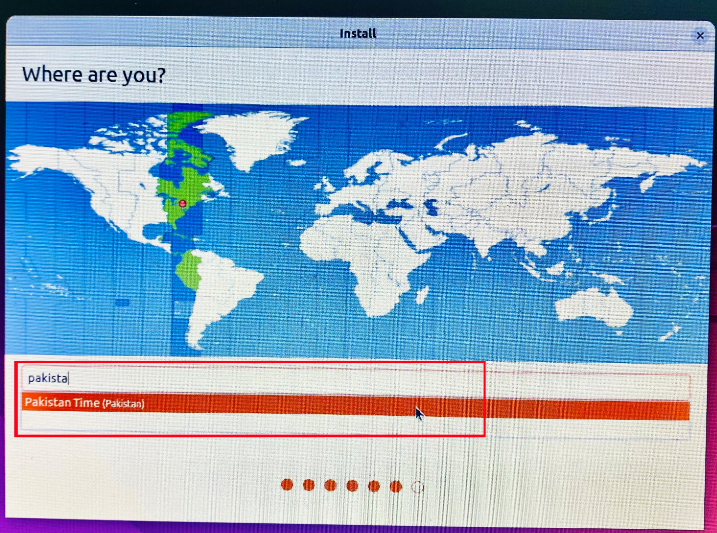 Install
Where are you?
pakista
Pakistan Time (Pakistan)